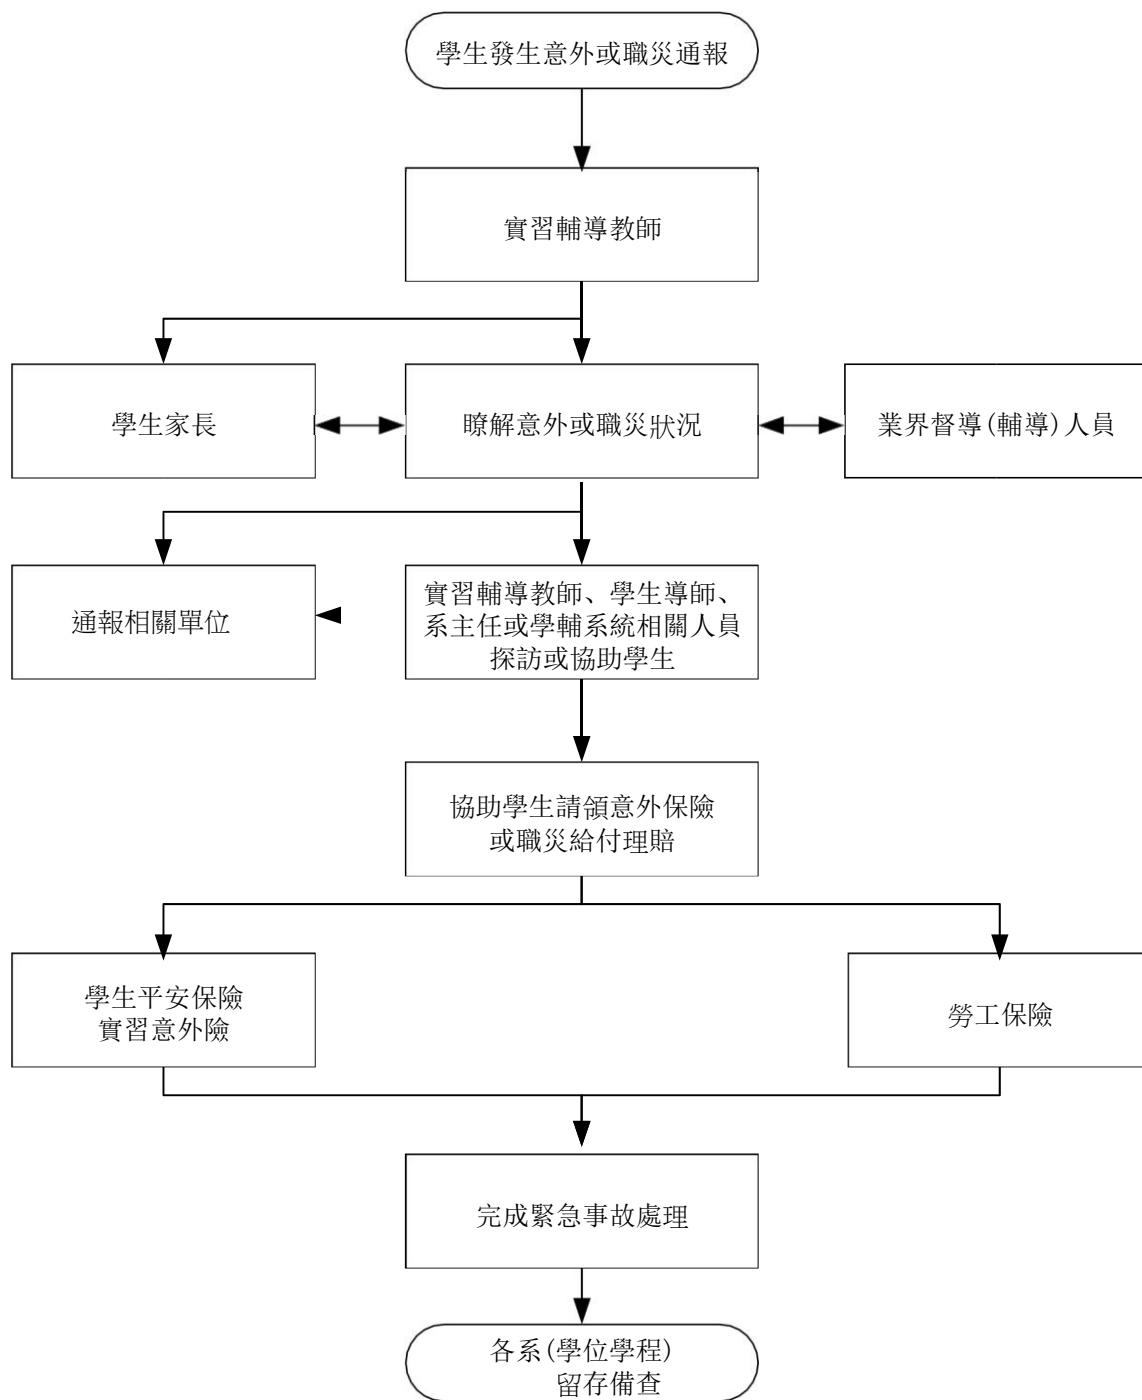 學生發生意外或職災通報
實習輔導教師
學生家長
瞭解意外或職災狀況
業界督導(輔導)人員
通報相關單位
實習輔導教師、學生導師、
系主任或學輔系統相關人員
探訪或協助學生
協助學生請領意外保險
或職災給付理賠
學生平安保險
實習意外險
勞工保險
完成緊急事故處理
各系(學位學程)
留存備查